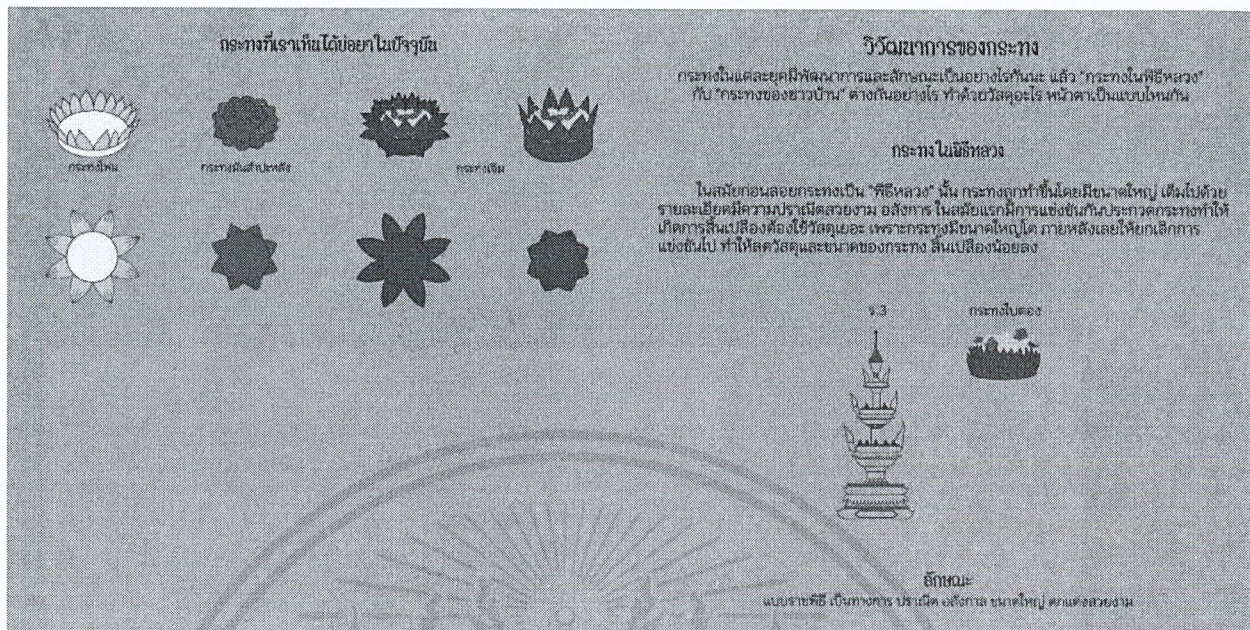 กระทงที่เราเห็นได้บ่อยๆในปัจจุบัน
กระทงโฟม
กระทงมันสำปะหลัง
กระทงเจิม
วิวัฒนาการของกระทง
กระทงในแต่ละยุคมีพัฒนาการและลักษณะเป็นอย่างไรกันนะ แล้ว "กระทงในพิธีหลวง"
กับ "กระทงของชาวบ้าน" ต่างกันอย่างไร ทำด้วยวัสดุอะไร หน้าตาเป็นแบบไหนกัน
กระทงในพิธีหลวง
ในสมัยก่อนลอยกระทงเป็น "พิธีหลวง" นั้น กระทงถูกทำขึ้นโดยมีขนาดใหญ่ เต็มไปด้วย
รายละเอียดมีความปราณีตสวยงาม อลังการ ในสมัยแรกมีการแข่งขันกันประกวดกระทงทำให้
เกิดการสิ้นเปลืองต้องใช้วัสดุเยอะ เพราะกระทงมีขนาดใหญ่โต ภายหลังเลยให้ยกเลิกการ
แข่งขันไป ทำให้ลดวัสดุและขนาดของกระทง สิ้นเปลืองน้อยลง
ร.3
กระทงใบตอง
ลักษณะ
แบบราชพิธี เป็นทางการ ปราณีต อลังกาล ขนาดใหญ่ ตกแต่งสวยงาม